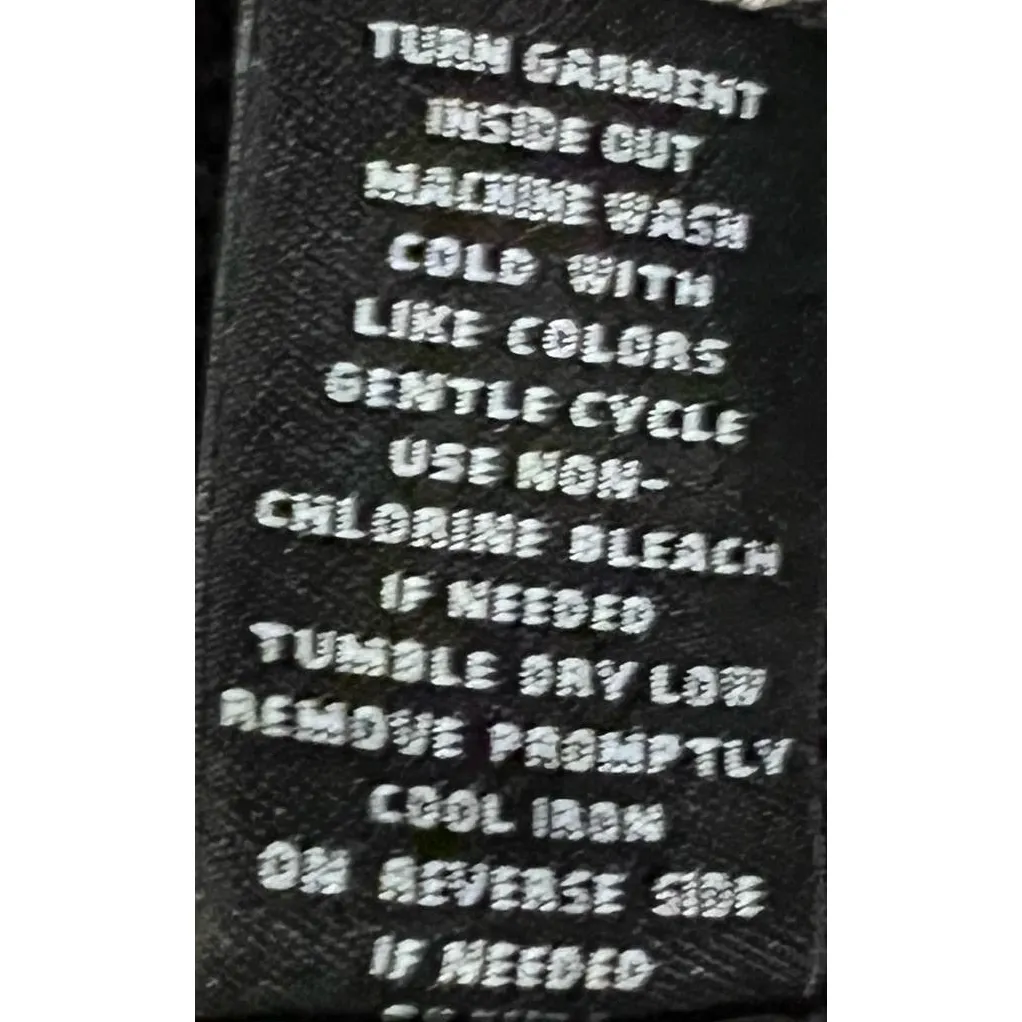 TURN GARMENT
INSIDE OUT
MACHINE WASH
COLD WITH
LIKE COLORS
GENTLE CYCLE
USE NON-
CHLORINE BLEACH
IF NEEDED
TUMBLE DRY LOW
REMOVE PROMPTLY
COOL IRON
ON REVERSE SIDE
IF NEEDED